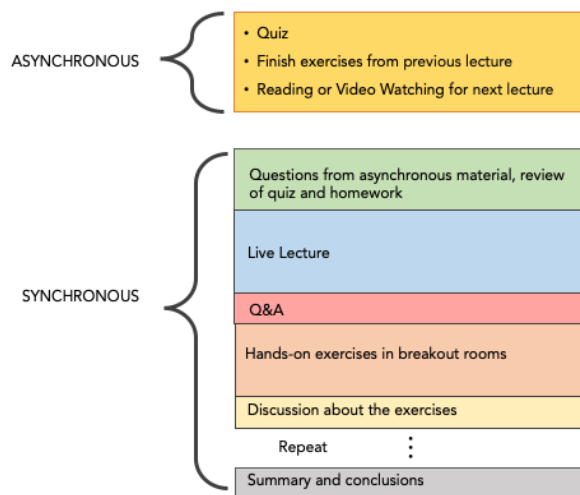 ASYNCHRONOUS
• Quiz
• Finish exercises from previous lecture
• Reading or Video Watching for next lecture
SYNCHRONOUS
Questions from asynchronous material, review
of quiz and homework
Live Lecture
Q&A
Hands-on exercises in breakout rooms
Discussion about the exercises
Repeat
Summary and conclusions